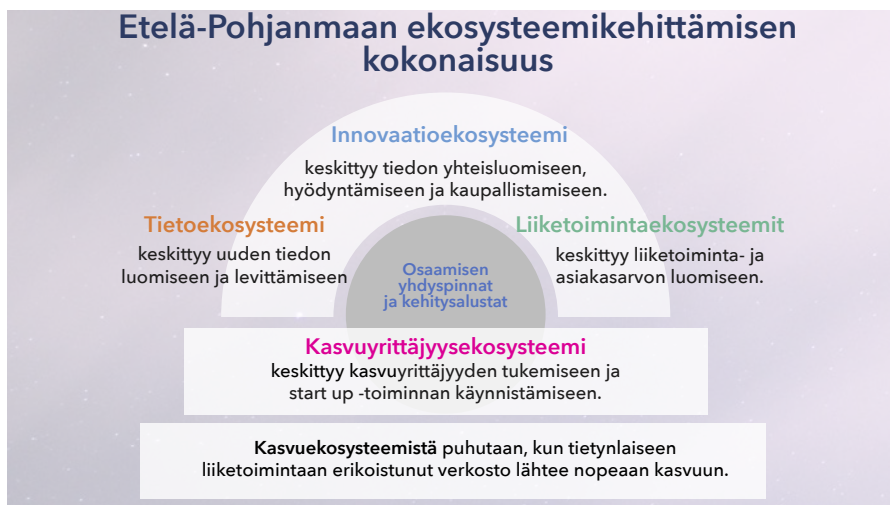 Etelä-Pohjanmaan ekosysteemikehittämisen
kokonaisuus
Innovaatioekosysteemi
keskittyy tiedon yhteisluomiseen,
hyödyntämiseen ja kaupallistamiseen.
Tietoekosysteemi
keskittyy uuden tiedon
luomiseen ja levittämiseen
Liiketoimintaekosysteemit
keskittyy liiketoiminta- ja
asiakasarvon luomiseen.
Osaamisen
yhdyspinnat
ja kehitysalustat
Kasvuyrittäjyysekosysteemi
keskittyy kasvuyrittäjyyden tukemiseen ja
start up -toiminnan käynnistämiseen.
Kasvuekosysteemistä puhutaan, kun tietynlaiseen
liiketoimintaan erikoistunut verkosto lähtee nopeaan kasvuun.